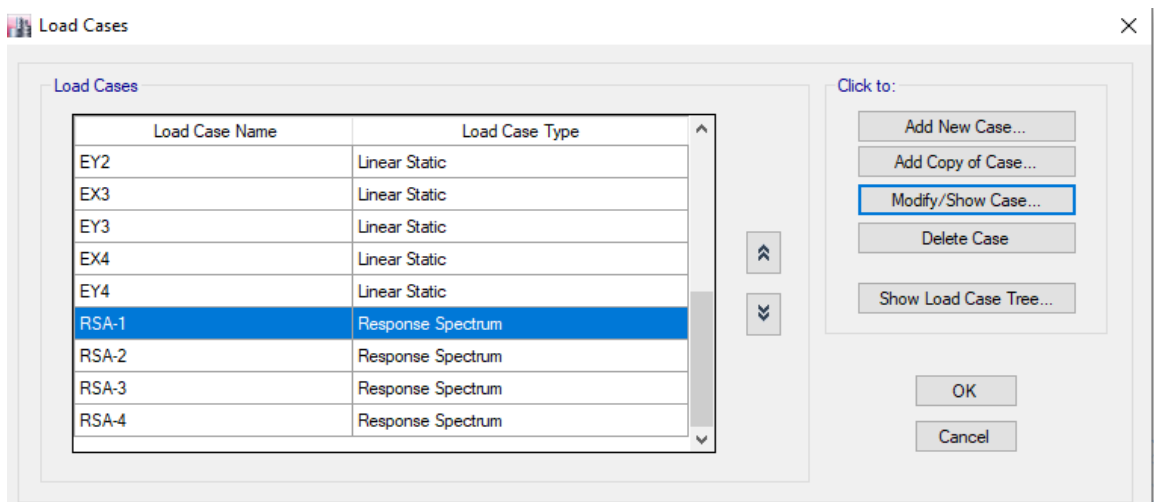 Load Cases
Load Cases
Click to:
Load Case Name Load Case Type
EY2 Linear Static
EX3 Linear Static
EY3 Linear Static
EX4 Linear Static
EY4 Linear Static
RSA-1 Response Spectrum
RSA-2 Response Spectrum
RSA-3 Response Spectrum
RSA-4 Response Spectrum
Add New Case...
Add Copy of Case...
Modify/Show Case...
Delete Case
Show Load Case Tree...
OK
Cancel